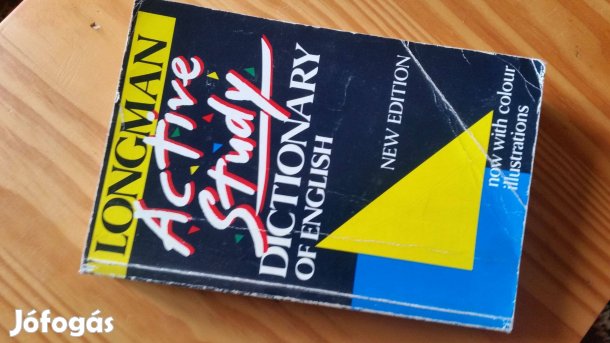 LONGMAN
Active
Study
DICTIONARY
OF ENGLISH
NEW EDITION
now with colour
illustrations
Jófogás